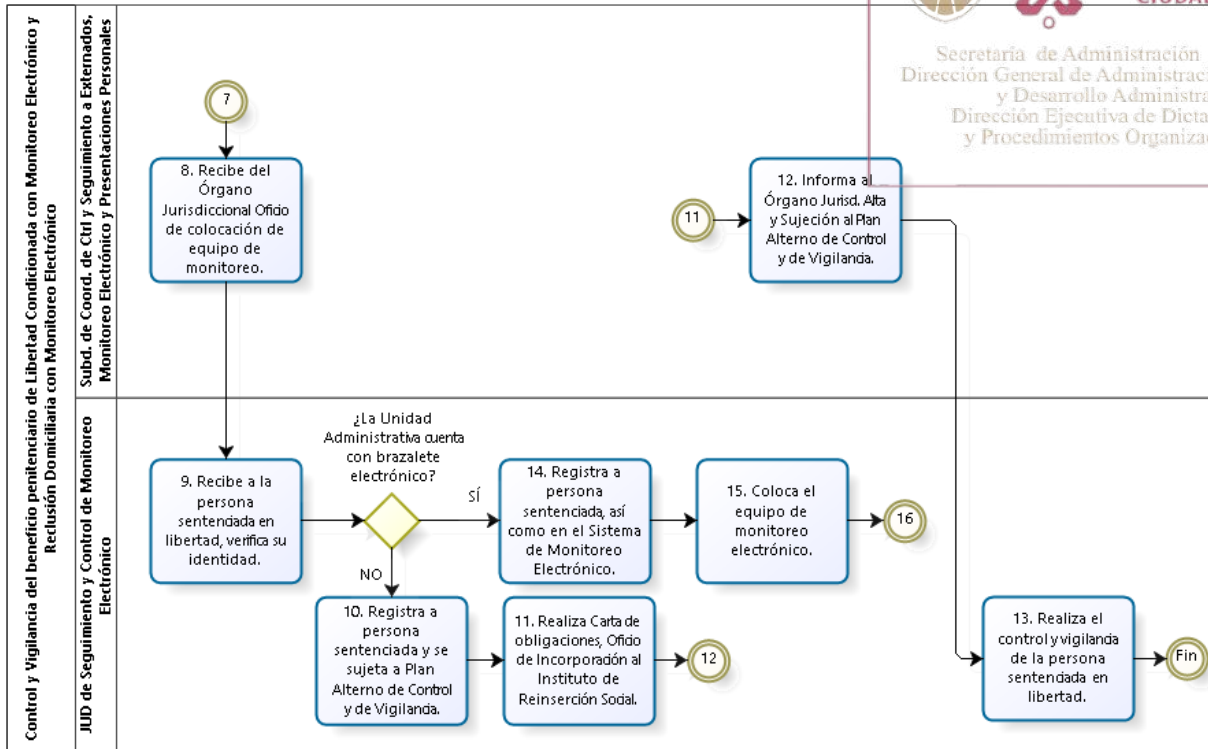 Control y Vigilancia del beneficio penitenciario de Libertad Condicionada con Monitoreo Electrónico y
Reclusión Domiciliaria con Monitoreo Electrónico
Subd. de Coord. de Ctrl y Seguimiento a Externados,
Monitoreo Electrónico y Presentaciones Personales
Secretaría de Administración
Dirección General de Administraci
y Desarrollo Administra
Dirección Ejecutiva de Dicta
y Procedimientos Organiza
7
8. Recibe del
Órgano
Jurisdiccional Oficio
de colocación de
equipo de
monitoreo.
11
12. Informa al
Órgano Jurisd. Alta
y Sujeción al Plan
Alterno de Control
y de Vigilancia.
JUD de Seguimiento y Control de Monitoreo
Electrónico
9. Recibe a la
persona
sentenciada en
libertad, verifica su
identidad.
¿La Unidad
Administrativa cuenta
con brazalete
electrónico?
SÍ
14. Registra a
persona
sentenciada, así
como en el Sistema
de Monitoreo
Electrónico.
15. Coloca el
equipo de
monitoreo
electrónico.
16
NO
10. Registra a
persona
sentenciada y se
sujeta a Plan
Alterno de Control
y de Vigilancia.
11. Realiza Carta de
obligaciones, Oficio
de Incorporación al
Instituto de
Reinserción Social.
12
13. Realiza el
control y vigilancia
de la persona
sentenciada en
libertad.
Fin